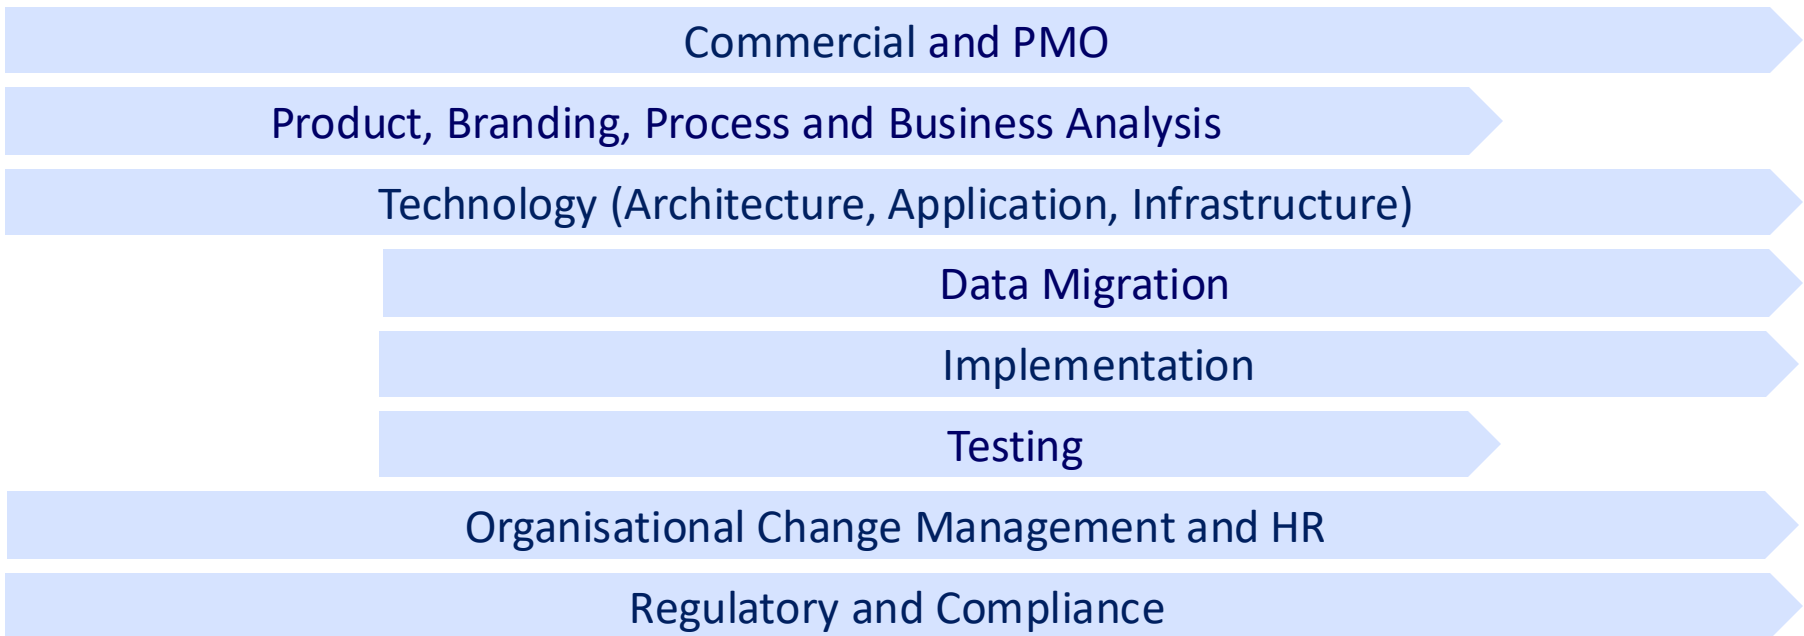 Commercial and PMO
Product, Branding, Process and Business Analysis
Technology (Architecture, Application, Infrastructure)
Data Migration
Implementation
Testing
Organisational Change Management and HR
Regulatory and Compliance